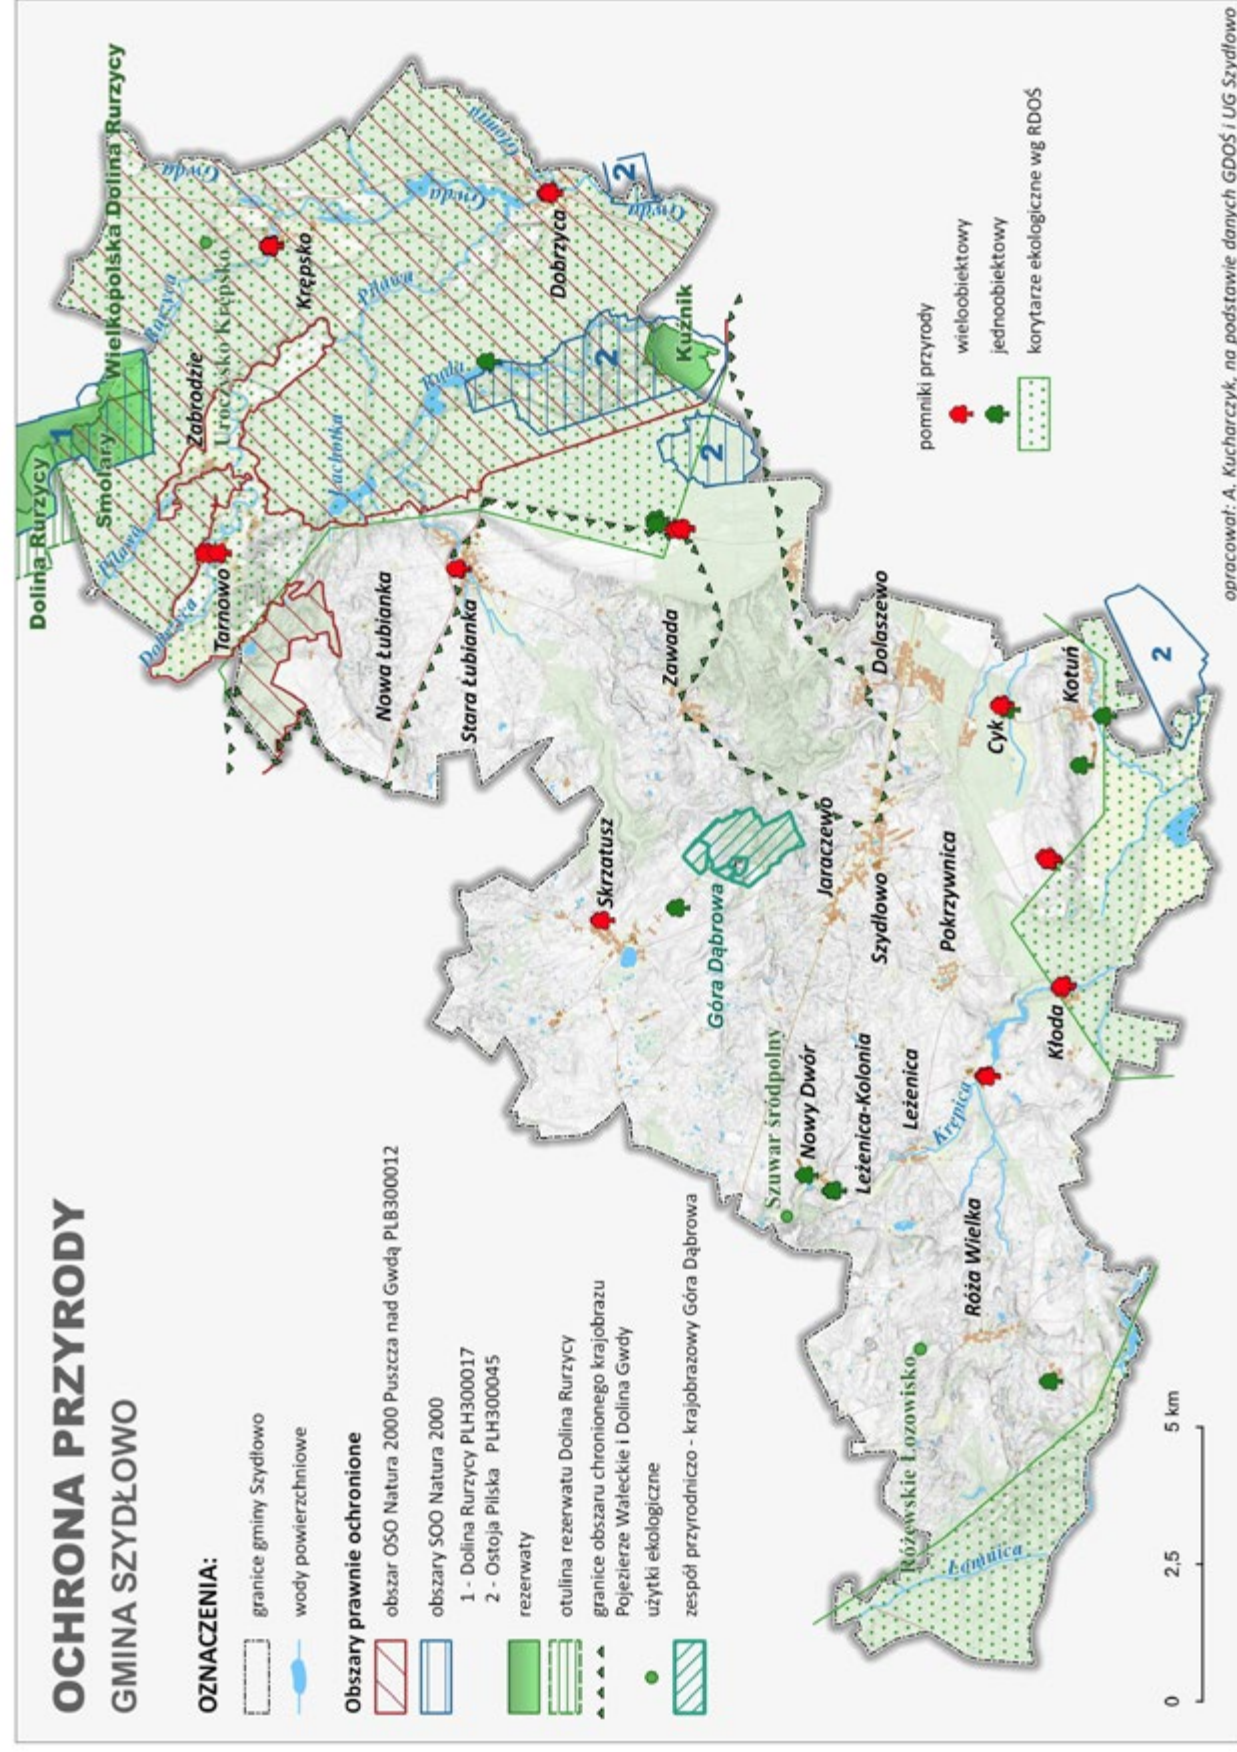 OCHRONA PRZYRODY
GMINA SZYDŁOWO
OZNACZENIA:
granice gminy Szydłowo
wody powierzchniowe
Obszary prawnie chronione
obszar OSO Natura 2000 Puszcza nad Gwdą PLB300012
obszary SOO Natura 2000
1 - Dolina Rurzycy PLH300017
2 - Ostoja Pilska PLH300045
rezerwaty
otulina rezerwatu Dolina Rurzycy
granice obszaru chronionego krajobrazu
Pojezierze Wałeckie i Dolina Gwdy
użytki ekologiczne
zespół przyrodniczo - krajobrazowy Góra Dąbrowa
0
2,5
5 km
Dolina Rurzycy
Smolary
Wielkopolska Dolina Rurzycy
1
Piława
Dobrzyca
Tarnowo
Zabrodzie
Uroczysko Krępsko
Rurzyca
Gwda
Krępsko
Piława
Gwda
Głomia
Dobrzyca
2
Gwda
Łachotka
Ruda
2
Kuźnik
2
Nowa Łubianka
Stara Łubianka
Zawada
Skrzatusz
Góra Dąbrowa
Jaraczewo
Szydłowo
Dolaszewo
Pokrzywnica
Cyk
Kotuń
2
Kłoda
Szuwar śródpolny
Nowy Dwór
Leżenica-Kolonia
Leżenica
Krępica
Róża Wielka
Różewskie Łozowisko
Łomnica
pomniki przyrody
wieloobiektowy
jednoobiektowy
korytarze ekologiczne wg RDOŚ
opracował: A. Kucharczyk, na podstawie danych GDOŚ i UG Szydłowo